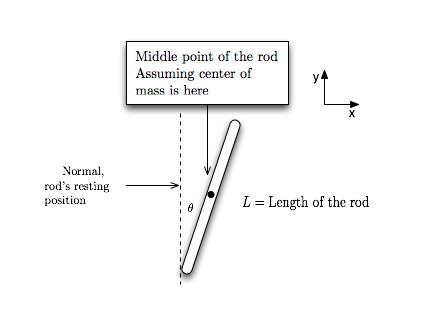 Middle point of the rod
Assuming center of
mass is here
y
x
Normal,
rod's resting
position
θ
L = Length of the rod